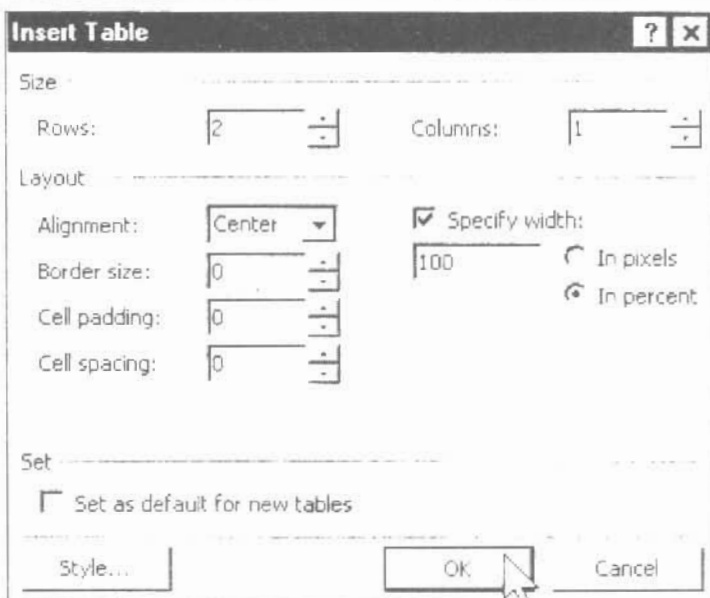 Insert Table ? ×
Size
Rows: 2 Columns: 1
Layout
Alignment: Center Specify width:
Border size: 0 100 In pixels
In percent
Cell padding: 0
Cell spacing: 0
Set
Set as default for new tables
Style... OK Cancel